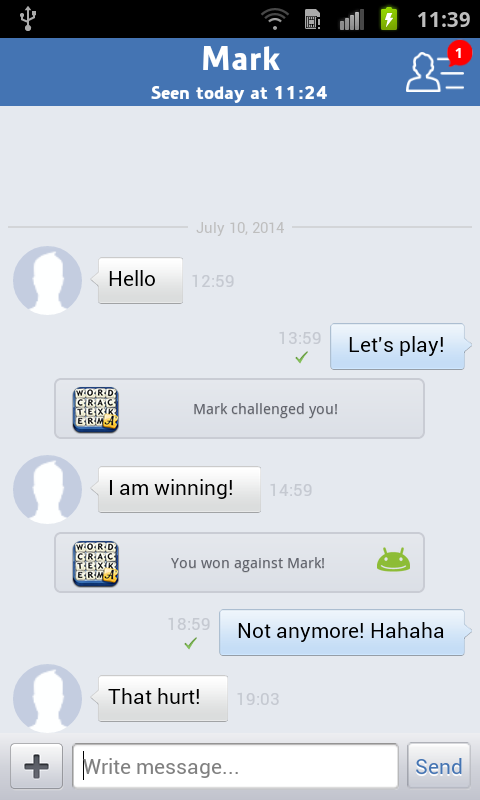 11:39
Mark
1
Seen today at 11:24
July 10, 2014
Hello
12:59
13:59
Let's play!
WORD
CRAC
TEXK
ERM A
Mark challenged you!
I am winning!
14:59
WORD
CRAC
TEXK
ERM A
You won against Mark!
18:59
Not anymore! Hahaha
That hurt!
19:03
Write message...
Send